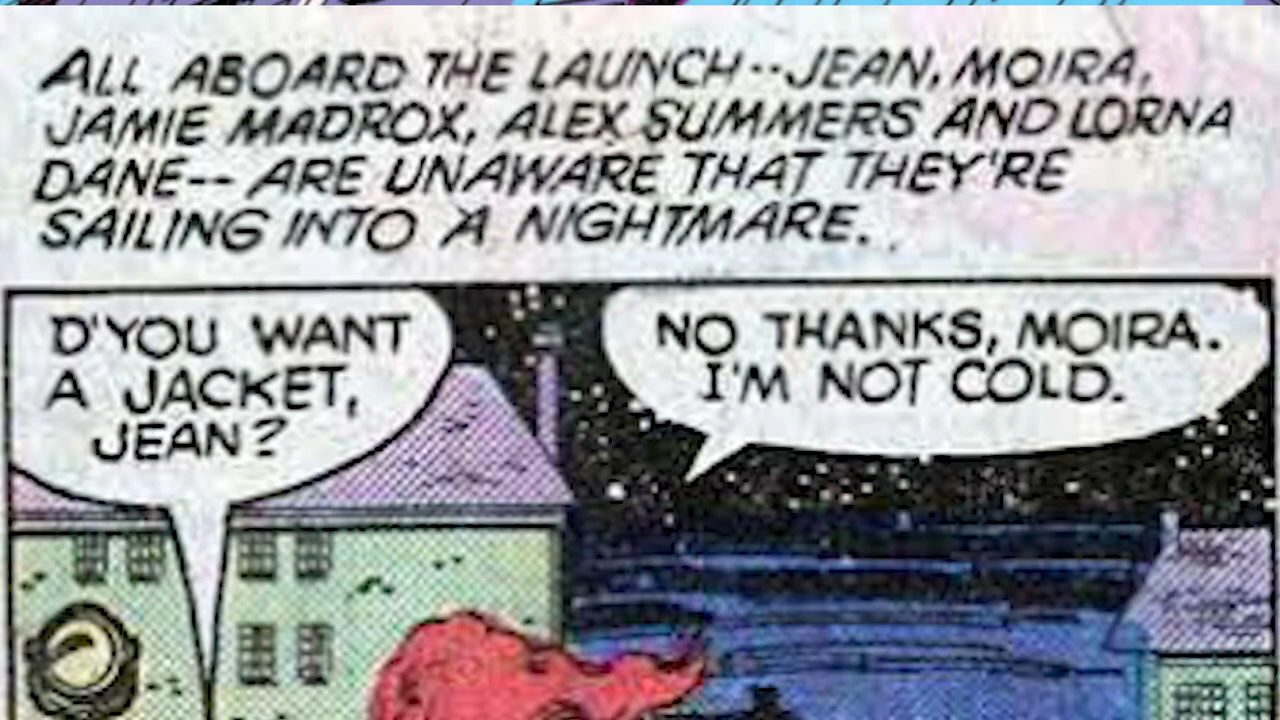 ALL ABOARD THE LAUNCH--JEAN, MOIRA,
JAMIE MADROX, ALEX SUMMERS AND LORNA
DANE-- ARE UNAWARE THAT THEY'RE
SAILING INTO A NIGHTMARE..
D'YOU WANT
A JACKET,
JEAN?
NO THANKS, MOIRA.
I'M NOT COLD.